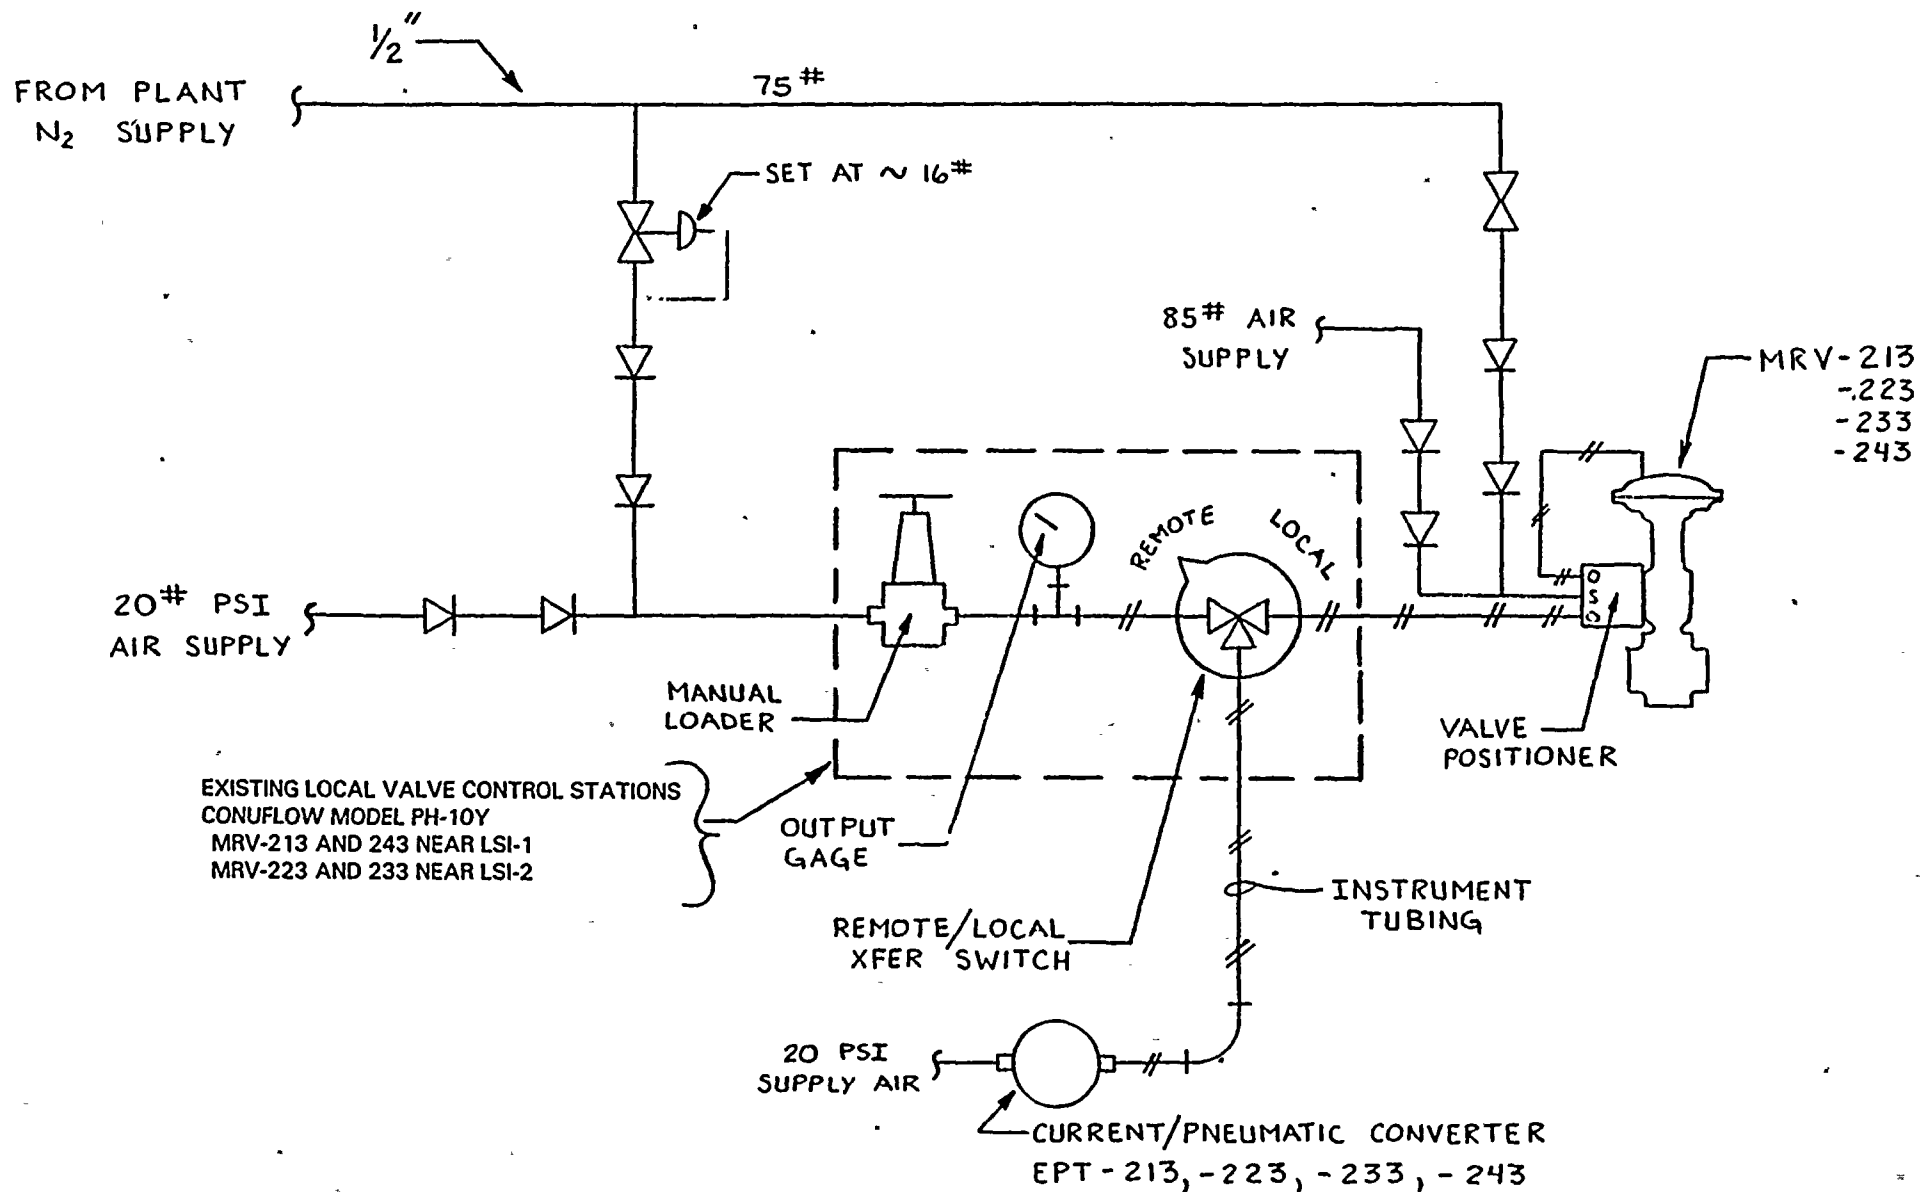 1/2"
75#
FROM PLANT
N2 SUPPLY
SET AT ~ 16#
85# AIR
SUPPLY
MRV-213
-.223
-233
-243
REMOTE
LOCAL
20# PSI
AIR SUPPLY
O
S
C
MANUAL
LOADER
VALVE
POSITIONER
EXISTING LOCAL VALVE CONTROL STATIONS
CONUFLOW MODEL PH-10Y
MRV-213 AND 243 NEAR LSI-1
MRV-223 AND 233 NEAR LSI-2
OUTPUT
GAGE
INSTRUMENT
TUBING
REMOTE/LOCAL
XFER SWITCH
20 PSI
SUPPLY AIR
CURRENT/PNEUMATIC CONVERTER
EPT-213, -223, -233, -243